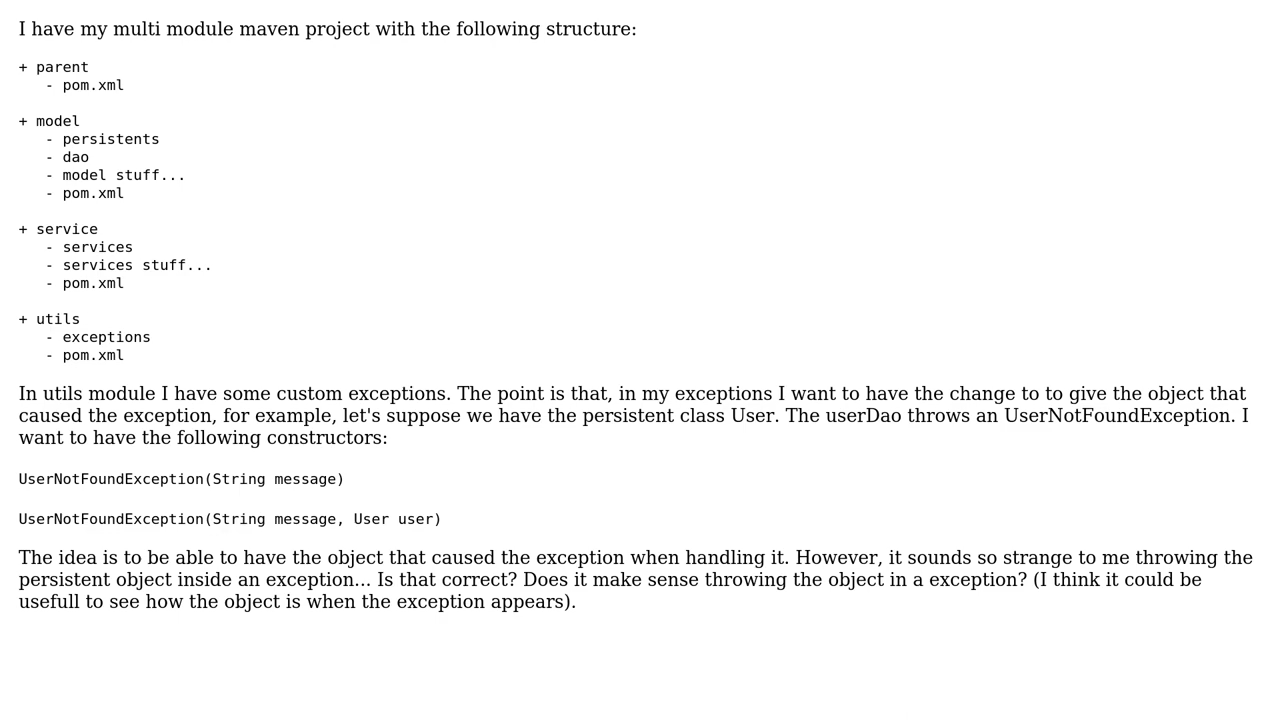 I have my multi module maven project with the following structure:
+ parent
- pom.xml
+ model
- persistents
- dao
- model stuff...
- pom.xml
+ service
- services
- services stuff...
- pom.xml
+ utils
- exceptions
- pom.xml
In utils module I have some custom exceptions. The point is that, in my exceptions I want to have the change to to give the object that
caused the exception, for example, let's suppose we have the persistent class User. The userDao throws an UserNotFoundException. I
want to have the following constructors:
UserNotFoundException(String message)
UserNotFoundException(String message, User user)
The idea is to be able to have the object that caused the exception when handling it. However, it sounds so strange to me throwing the
persistent object inside an exception... Is that correct? Does it make sense throwing the object in a exception? (I think it could be
usefull to see how the object is when the exception appears).